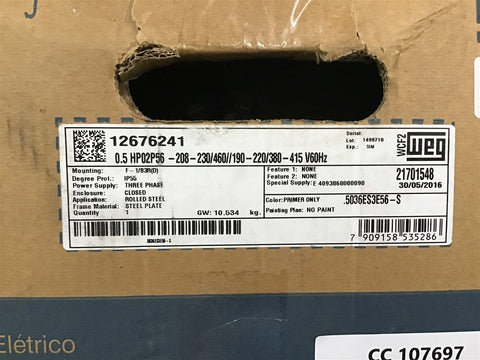 12676241
0.5 HP02P56 -208-230/460//190-220/380-415 V60Hz
Serial:
Lot: 1499718
Exp.: SIM
WCF2
WEG
Mounting: F-1/B3R(D)
Degree Prot.: IP55
Power Supply: THREE PHASE
Enclosure: CLOSED
Application: ROLLED STEEL
Frame Material: STEEL PLATE
Quantity: 1
GW: 10.534 kg.
Feature 1: NONE
Feature 2: NONE
Special Supply: E 4093860000090
21701548
30/05/2016
Color: PRIMER ONLY
.5036ES3E56-S
Painting Plan: NO PAINT
7 909158 535286
Elétrico
CC 107697